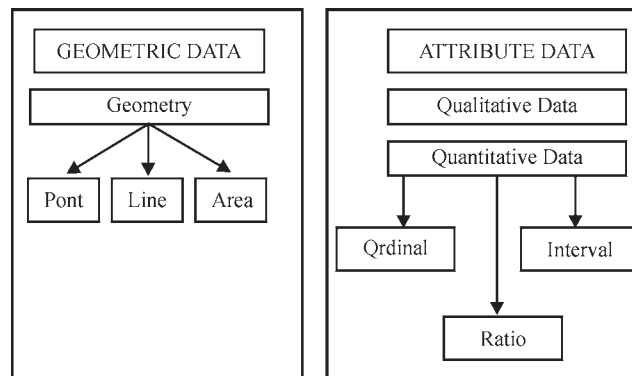 GEOMETRIC DATA
Geometry
Pont
Line
Area
ATTRIBUTE DATA
Qualitative Data
Quantitative Data
Qrdinal
Interval
Ratio